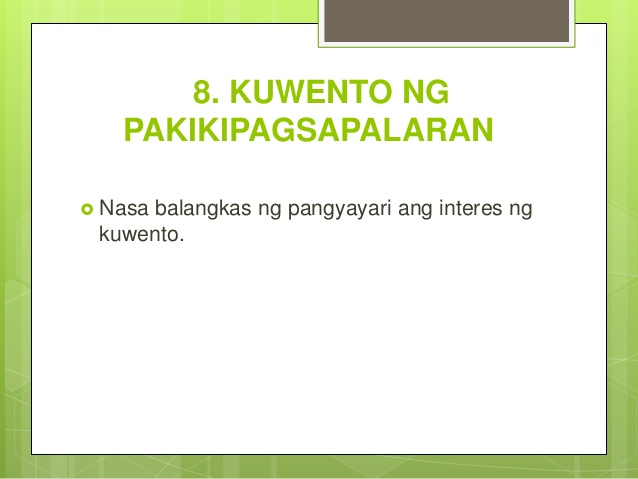 8. KUWENTO NG
PAKIKIPAGSAPALARAN
Nasa balangkas ng pangyayari ang interes ng
kuwento.